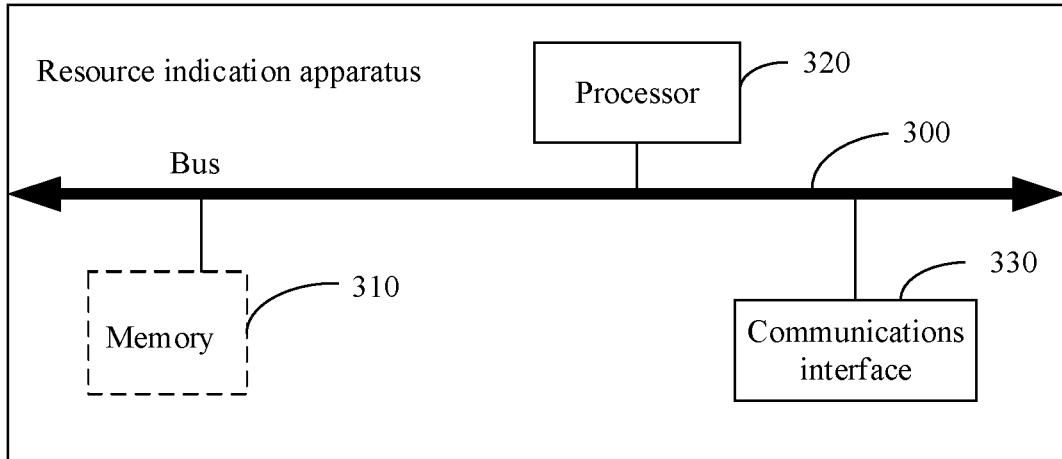 Resource indication apparatus
Processor
320
300
Bus
310
Memory
330
Communications
interface